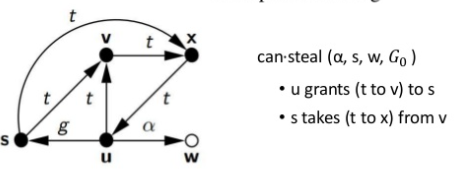 t
v t x
can·steal (α, s, w, G₀ )
t t t
• u grants (t to v) to s
g α
• s takes (t to x) from v
s
u w